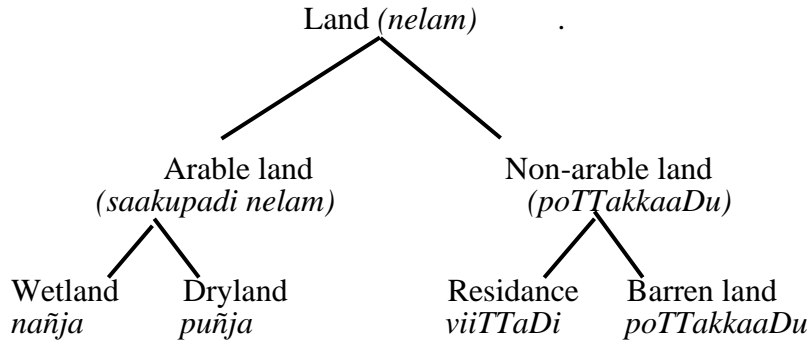 Land (nelam) .
Arable land Non-arable land
(saakupadi nelam) (poTTakkaaDu)
Wetland Dryland Residance Barren land
nañja puñja viiTTaDi poTTakkaaDu